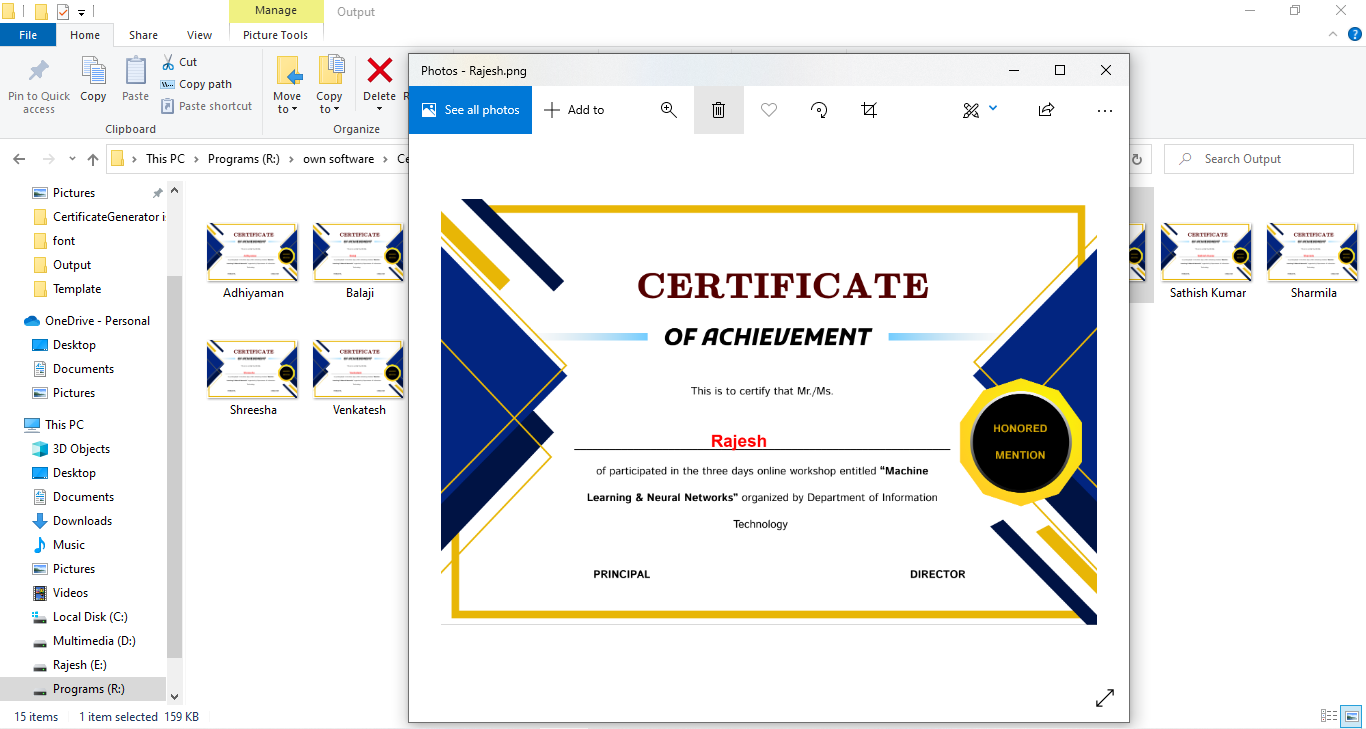 Manage
Output
File
Home
Share
View
Picture Tools
Pin to Quick access
Copy
Paste
Cut
Copy path
Paste shortcut
Clipboard
Move to
Copy to
Delete
R
Organize
This PC
Programs (R:)
own software
Ce
Search Output
Pictures
CertificateGenerator i
font
Output
Template
OneDrive - Personal
Desktop
Documents
Pictures
This PC
3D Objects
Desktop
Documents
Downloads
Music
Pictures
Videos
Local Disk (C:)
Multimedia (D:)
Rajesh (E:)
Programs (R:)
Adhiyaman
Balaji
Sathish Kumar
Sharmila
Shreesha
Venkatesh
15 items
1 item selected 159 KB
Photos - Rajesh.png
See all photos
Add to
CERTIFICATE
OF ACHIEVEMENT
This is to certify that Mr./Ms.
Rajesh
of participated in the three days online workshop entitled "Machine
Learning & Neural Networks" organized by Department of Information
Technology
HONORED
MENTION
PRINCIPAL
DIRECTOR